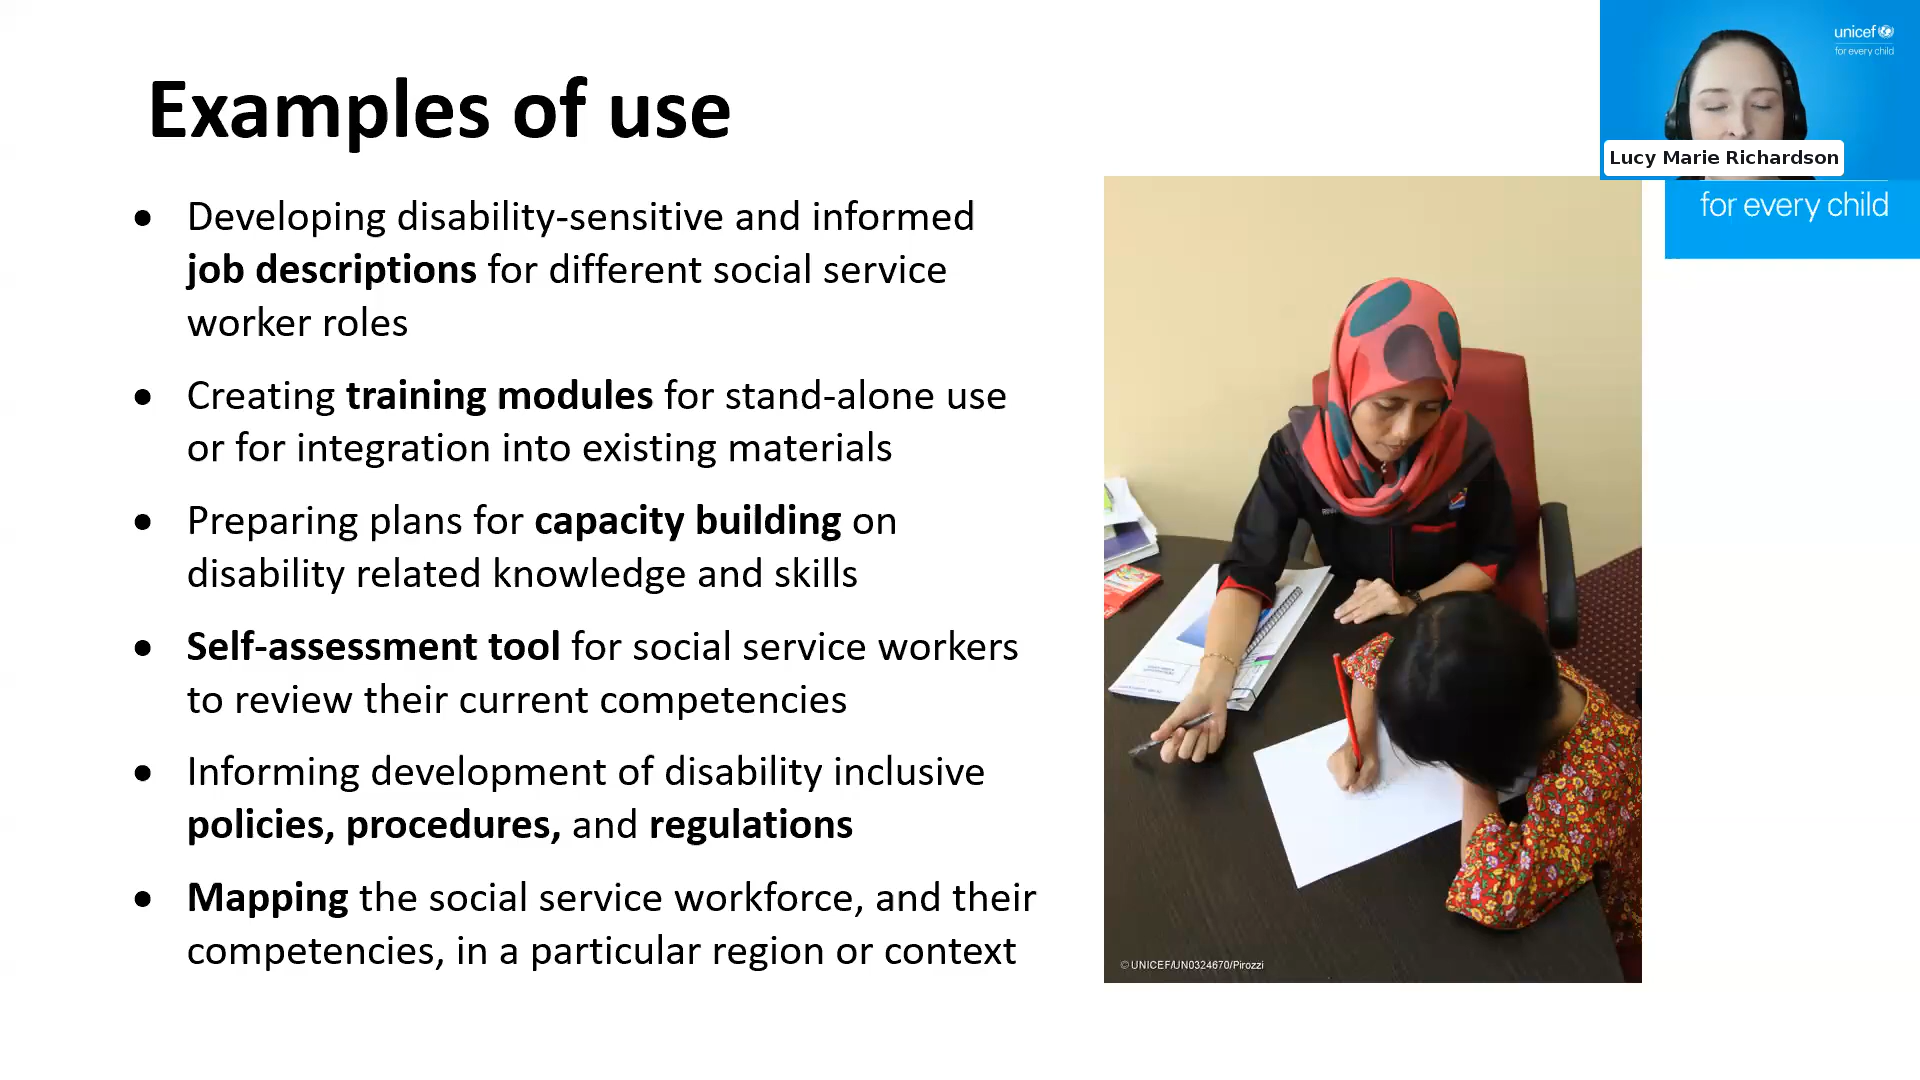 Examples of use
unicef
for every child
Lucy Marie Richardson
for every child
• Developing disability-sensitive and informed
job descriptions for different social service
worker roles
• Creating training modules for stand-alone use
or for integration into existing materials
• Preparing plans for capacity building on
disability related knowledge and skills
• Self-assessment tool for social service workers
to review their current competencies
• Informing development of disability inclusive
policies, procedures, and regulations
• Mapping the social service workforce, and their
competencies, in a particular region or context
© UNICEF/UN0324670/Pirozzi